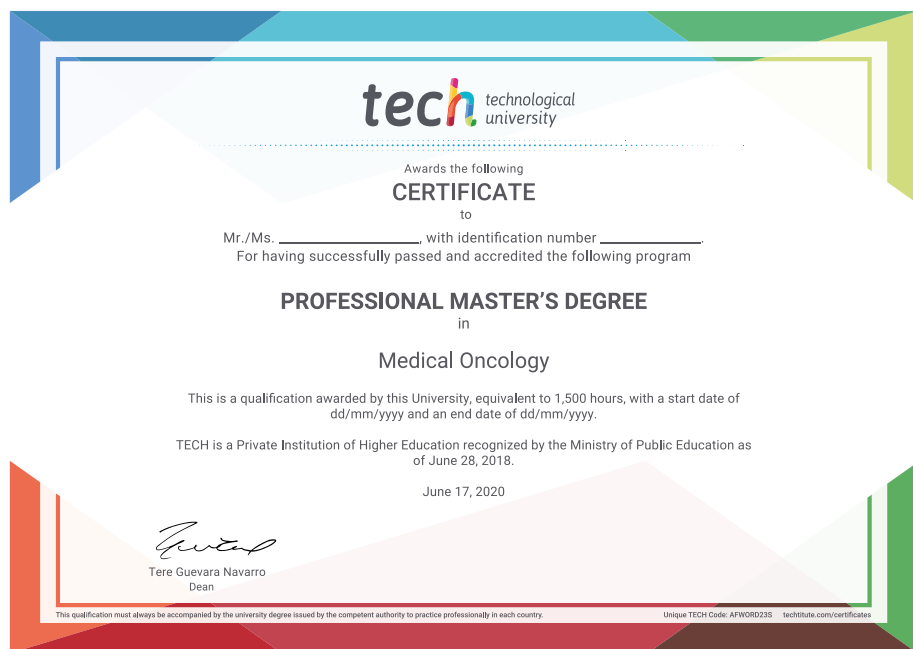 tech technological
university
Awards the following
CERTIFICATE
to
Mr./Ms. ____________________, with identification number ______________.
For having successfully passed and accredited the following program
PROFESSIONAL MASTER'S DEGREE
in
Medical Oncology
This is a qualification awarded by this University, equivalent to 1,500 hours, with a start date of
dd/mm/yyyy and an end date of dd/mm/yyyy.
TECH is a Private Institution of Higher Education recognized by the Ministry of Public Education as
of June 28, 2018.
June 17, 2020
Tere Guevara Navarro
Dean
This qualification must always be accompanied by the university degree issued by the competent authority to practice professionally in each country.
Unique TECH Code: AFWORD23S techtitute.com/certificates